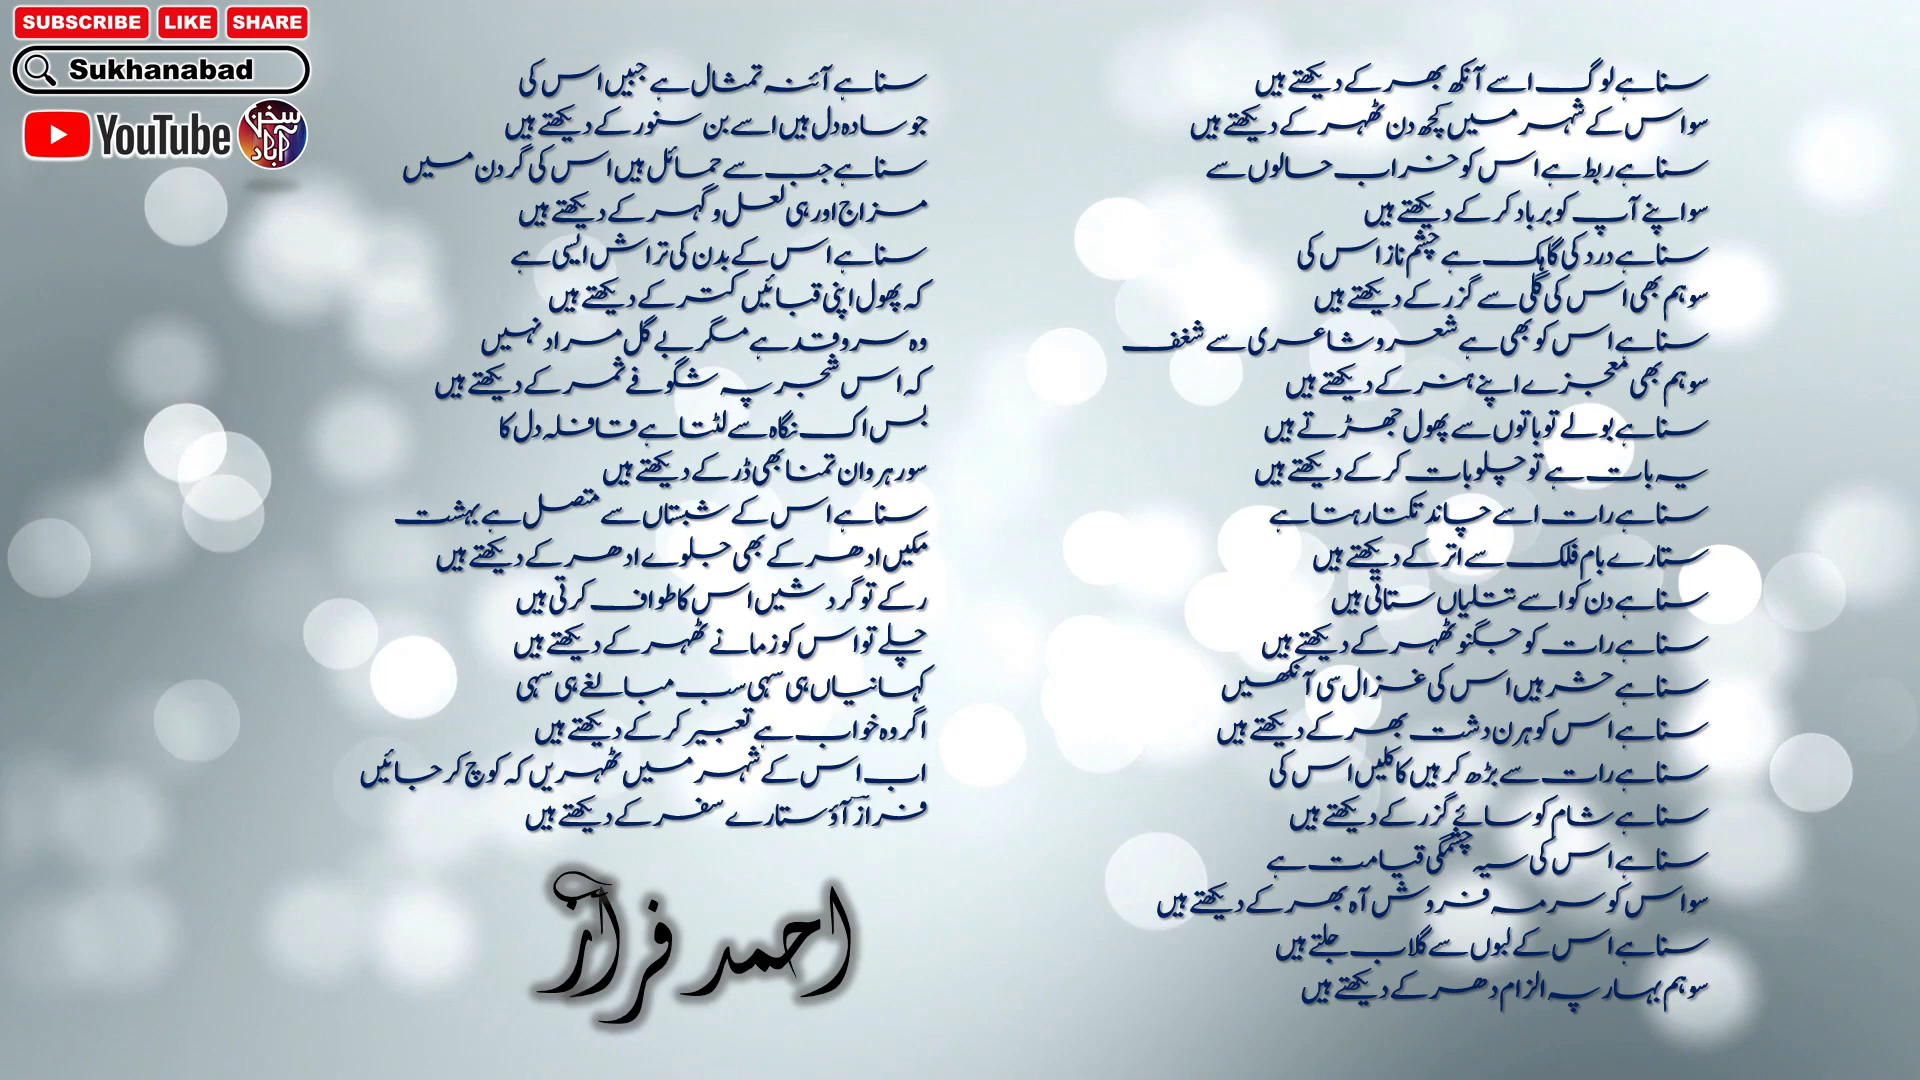 SUBSCRIBE LIKE SHARE
Sukhanabad
YouTube سخن آباد
سنا ہے لوگ اسے آنکھ بھر کے دیکھتے ہیں
سو اس کے شہر میں کچھ دن ٹھہر کے دیکھتے ہیں
سنا ہے ربط ہے اس کو خراب حالوں سے
سو اپنے آپ کو برباد کر کے دیکھتے ہیں
سنا ہے درد کی گاہک ہے چشم ناز اس کی
سو ہم بھی اس کی گلی سے گزر کے دیکھتے ہیں
سنا ہے اس کو بھی ہے شعر و شاعری سے شغف
سو ہم بھی معجزے اپنے ہنر کے دیکھتے ہیں
سنا ہے بولے تو باتوں سے پھول جھڑتے ہیں
یہ بات ہے تو چلو بات کر کے دیکھتے ہیں
سنا ہے رات اسے چاند تکتا رہتا ہے
ستارے بام فلک سے اتر کے دیکھتے ہیں
سنا ہے دن کو اسے تتلیاں ستاتی ہیں
سنا ہے رات کو جگنو ٹھہر کے دیکھتے ہیں
سنا ہے حشر ہیں اس کی غزال سی آنکھیں
سنا ہے اس کو ہرن دشت بھر کے دیکھتے ہیں
سنا ہے رات سے بڑھ کر ہیں کاکلیں اس کی
سنا ہے شام کو سائے گزر کے دیکھتے ہیں
سنا ہے اس کی سیہ چشمگی قیامت ہے
سو اس کو سرمہ فروش آہ بھر کے دیکھتے ہیں
سنا ہے اس کے لبوں سے گلاب جلتے ہیں
سو ہم بہار پہ الزام دھر کے دیکھتے ہیں
سنا ہے آئنہ تمثال ہے جبیں اس کی
جو سادہ دل ہیں اسے بن سنور کے دیکھتے ہیں
سنا ہے جب سے حمائل ہیں اس کی گردن میں
مزاج اور ہی لعل و گہر کے دیکھتے ہیں
سنا ہے اس کے بدن کی تراش ایسی ہے
کہ پھول اپنی قبائیں کتر کے دیکھتے ہیں
وہ سرو قد ہے مگر بے گل مراد نہیں
کہ اس شجر پہ شگوفے ثمر کے دیکھتے ہیں
بس اک نگاہ سے لٹتا ہے قافلہ دل کا
سو رہروان تمنا بھی ڈر کے دیکھتے ہیں
سنا ہے اس کے شبستاں سے متصل ہے بہشت
مکیں ادھر کے بھی جلوے ادھر کے دیکھتے ہیں
رکے تو گردشیں اس کا طواف کرتی ہیں
چلے تو اس کو زمانے ٹھہر کے دیکھتے ہیں
کہانیاں ہی سہی سب مبالغے ہی سہی
اگر وہ خواب ہے تعبیر کر کے دیکھتے ہیں
اب اس کے شہر میں ٹھہریں کہ کوچ کر جائیں
فرازؔ آؤ ستارے سفر کے دیکھتے ہیں
احمد فراز